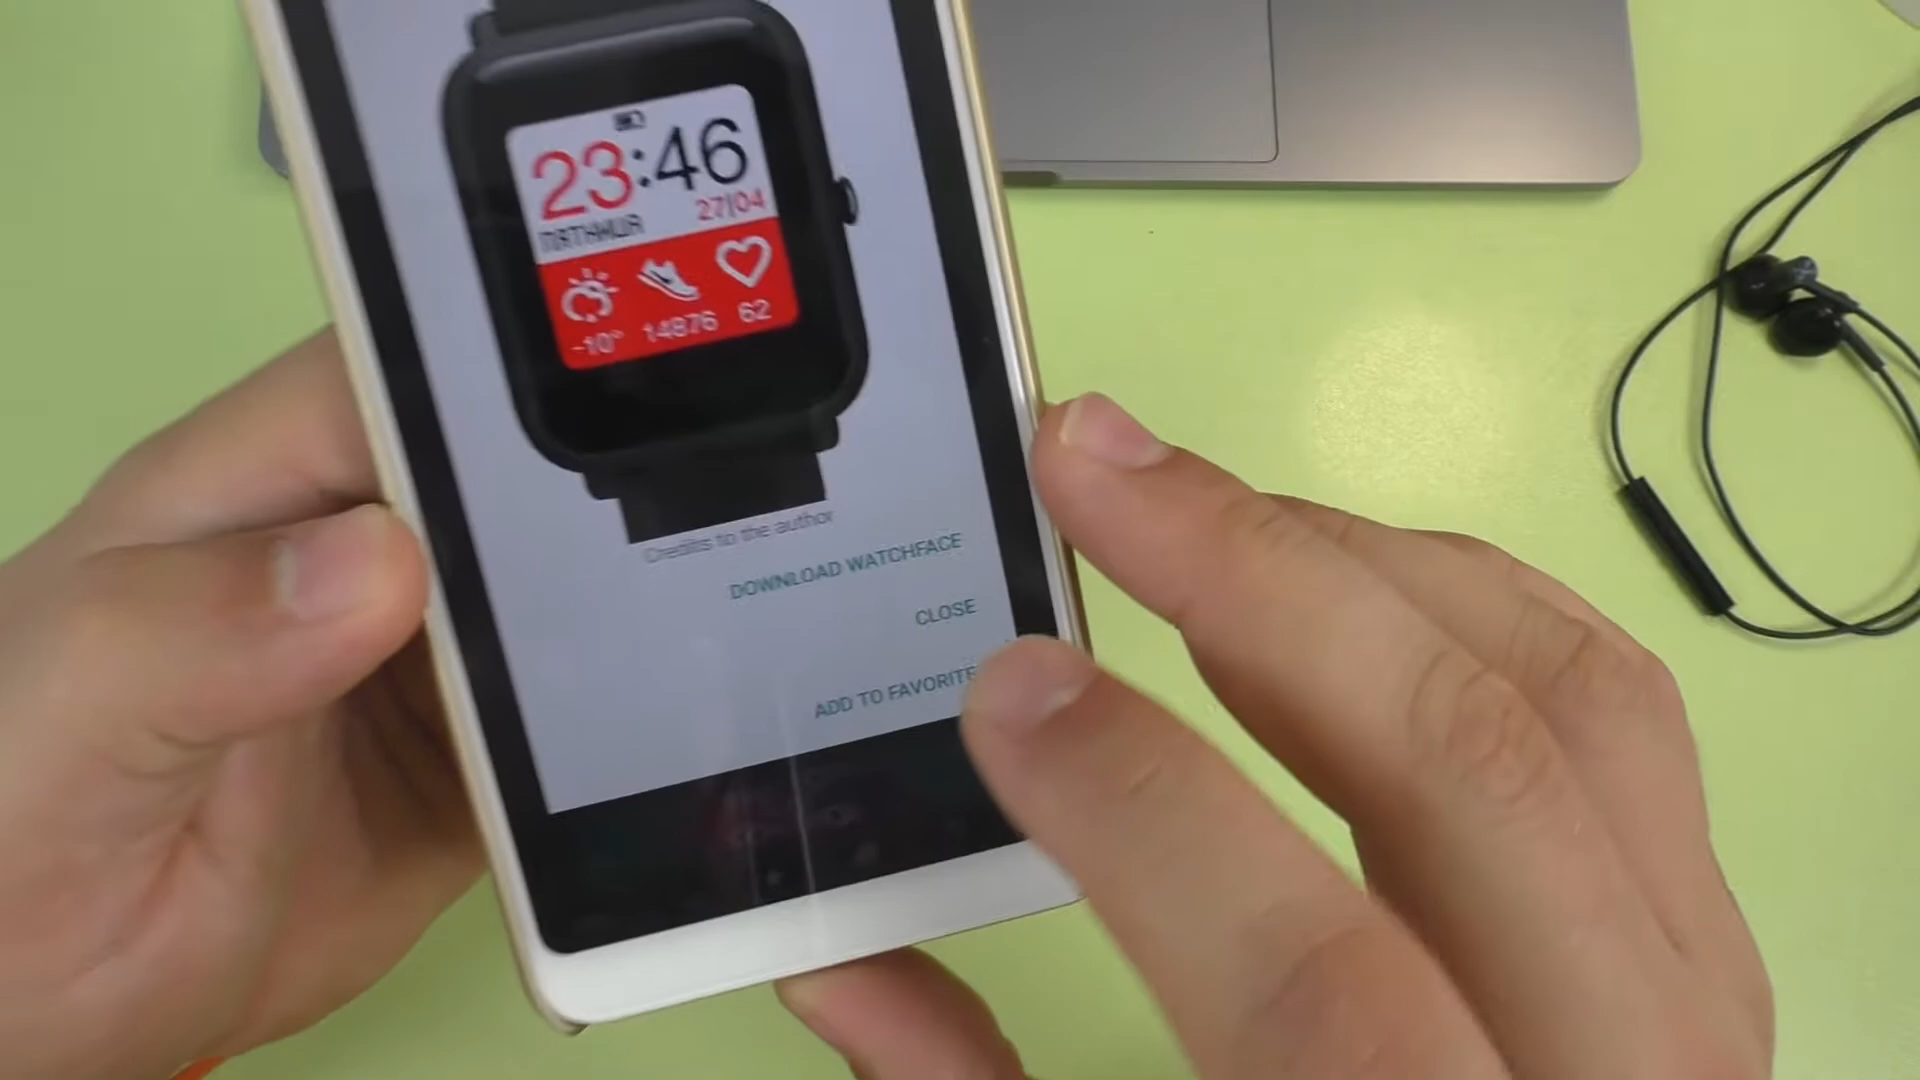 23:46
27|04
ПЯТНИЦА
-10° 14876 62
Credits to the author
DOWNLOAD WATCHFACE
CLOSE
ADD TO FAVORITE